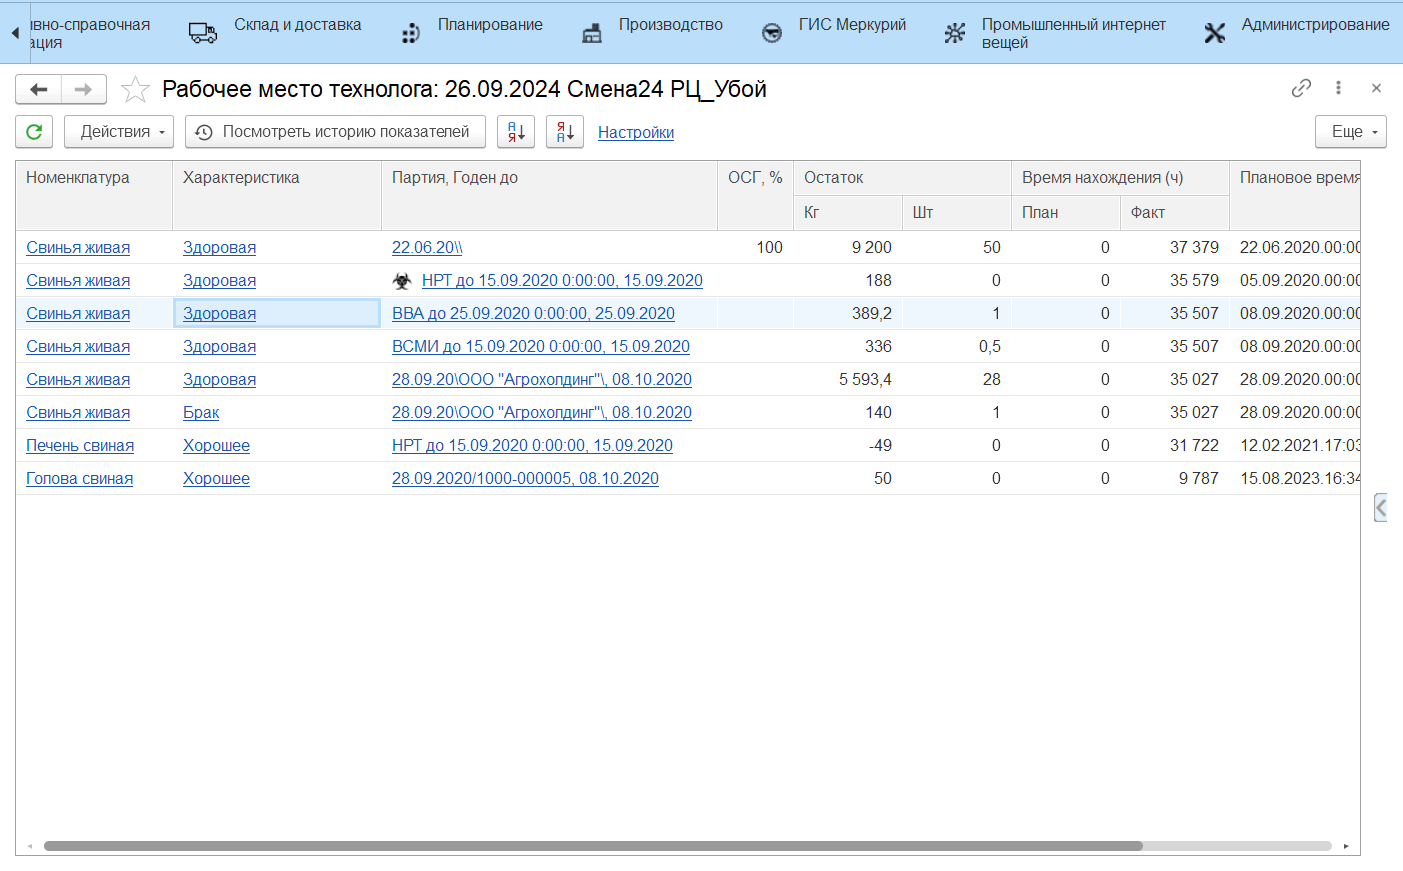 ивно-справочная
ация
Склад и доставка
Планирование
Производство
ГИС Меркурий
Промышленный интернет
вещей
Администрирование
Рабочее место технолога: 26.09.2024 Смена24 РЦ_Убой
Действия
Посмотреть историю показателей
А
Я
Я
А
Настройки
Еще
Номенклатура Характеристика Партия, Годен до ОСГ, % Остаток Время нахождения (ч) Плановое время
Кг Шт План Факт
Свинья живая Здоровая 22.06.20\\ 100 9 200 50 0 37 379 22.06.2020.00:00
Свинья живая Здоровая НРТ до 15.09.2020 0:00:00, 15.09.2020 188 0 0 35 579 05.09.2020.00:00
Свинья живая Здоровая ВВА до 25.09.2020 0:00:00, 25.09.2020 389,2 1 0 35 507 08.09.2020.00:00
Свинья живая Здоровая ВСМИ до 15.09.2020 0:00:00, 15.09.2020 336 0,5 0 35 507 08.09.2020.00:00
Свинья живая Здоровая 28.09.20\ООО "Агрохолдинг"\, 08.10.2020 5 593,4 28 0 35 027 28.09.2020.00:00
Свинья живая Брак 28.09.20\ООО "Агрохолдинг"\, 08.10.2020 140 1 0 35 027 28.09.2020.00:00
Печень свиная Хорошее НРТ до 15.09.2020 0:00:00, 15.09.2020 -49 0 0 31 722 12.02.2021.17:03
Голова свиная Хорошее 28.09.2020/1000-000005, 08.10.2020 50 0 0 9 787 15.08.2023.16:34